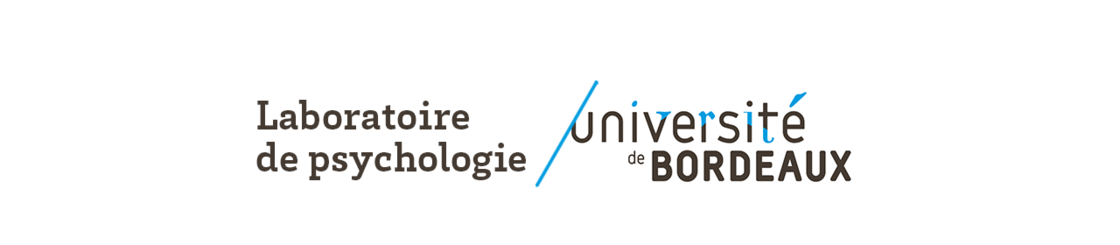 Laboratoire
de psychologie
université
de BORDEAUX